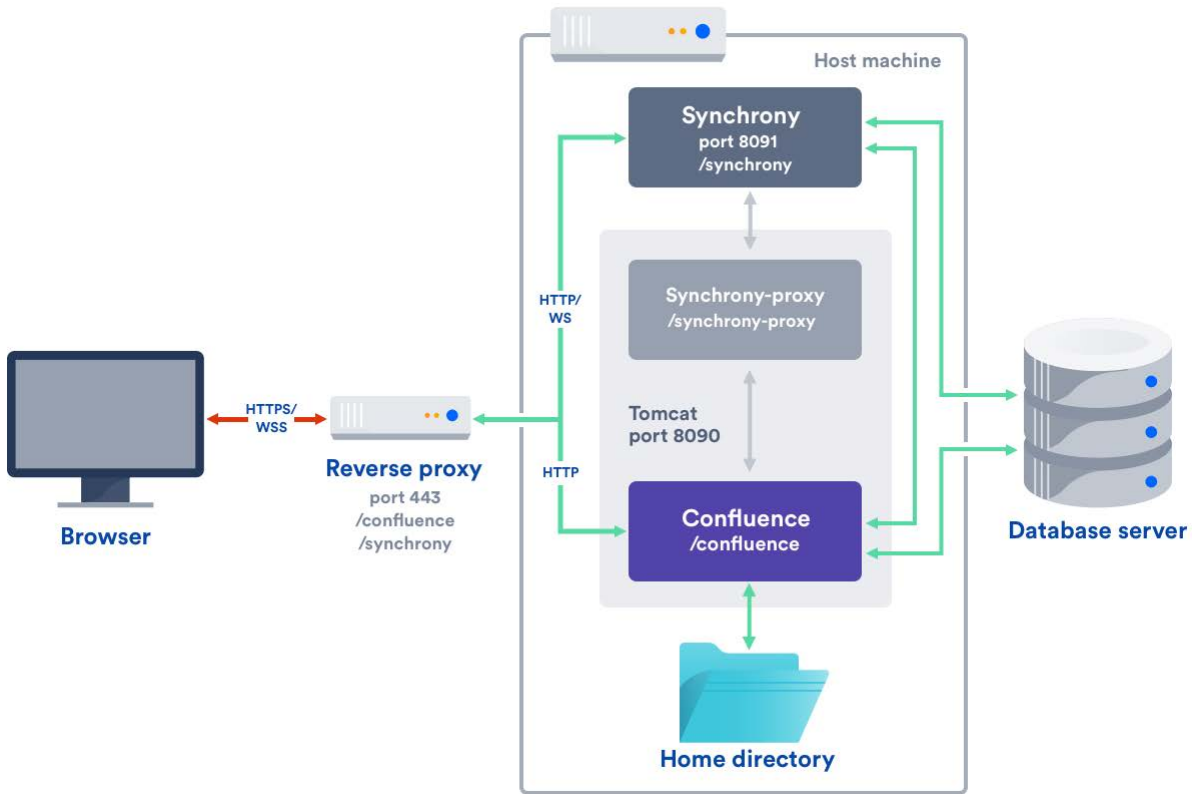 Host machine
Synchrony
port 8091
/synchrony
HTTP/
WS
Synchrony-proxy
/synchrony-proxy
HTTPS/
WSS
Tomcat
port 8090
Reverse proxy
port 443
/confluence
/synchrony
HTTP
Browser
Confluence
/confluence
Database server
Home directory